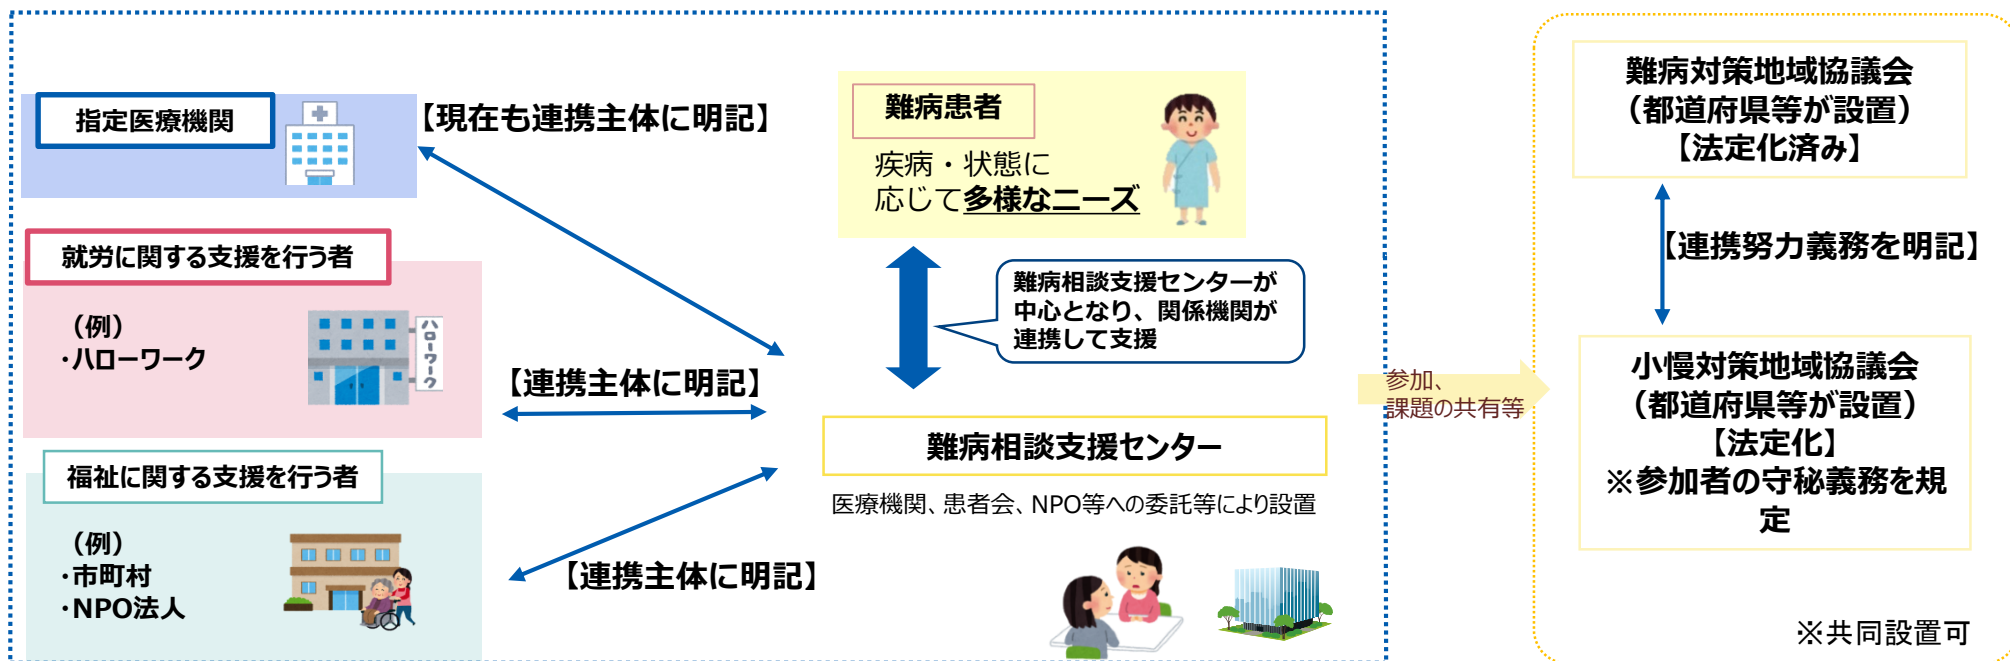 指定医療機関
【現在も連携主体に明記】
就労に関する支援を行う者
（例）
・ハローワーク
ハローワーク
【連携主体に明記】
福祉に関する支援を行う者
（例）
・市町村
・NPO法人
【連携主体に明記】
難病患者
疾病・状態に
応じて多様なニーズ
難病相談支援センターが
中心となり、関係機関が
連携して支援
難病相談支援センター
医療機関、患者会、NPO等への委託等により設置
参加、
課題の共有等
難病対策地域協議会
（都道府県等が設置）
【法定化済み】
【連携努力義務を明記】
小慢対策地域協議会
（都道府県等が設置）
【法定化】
※参加者の守秘義務を規
定
※共同設置可